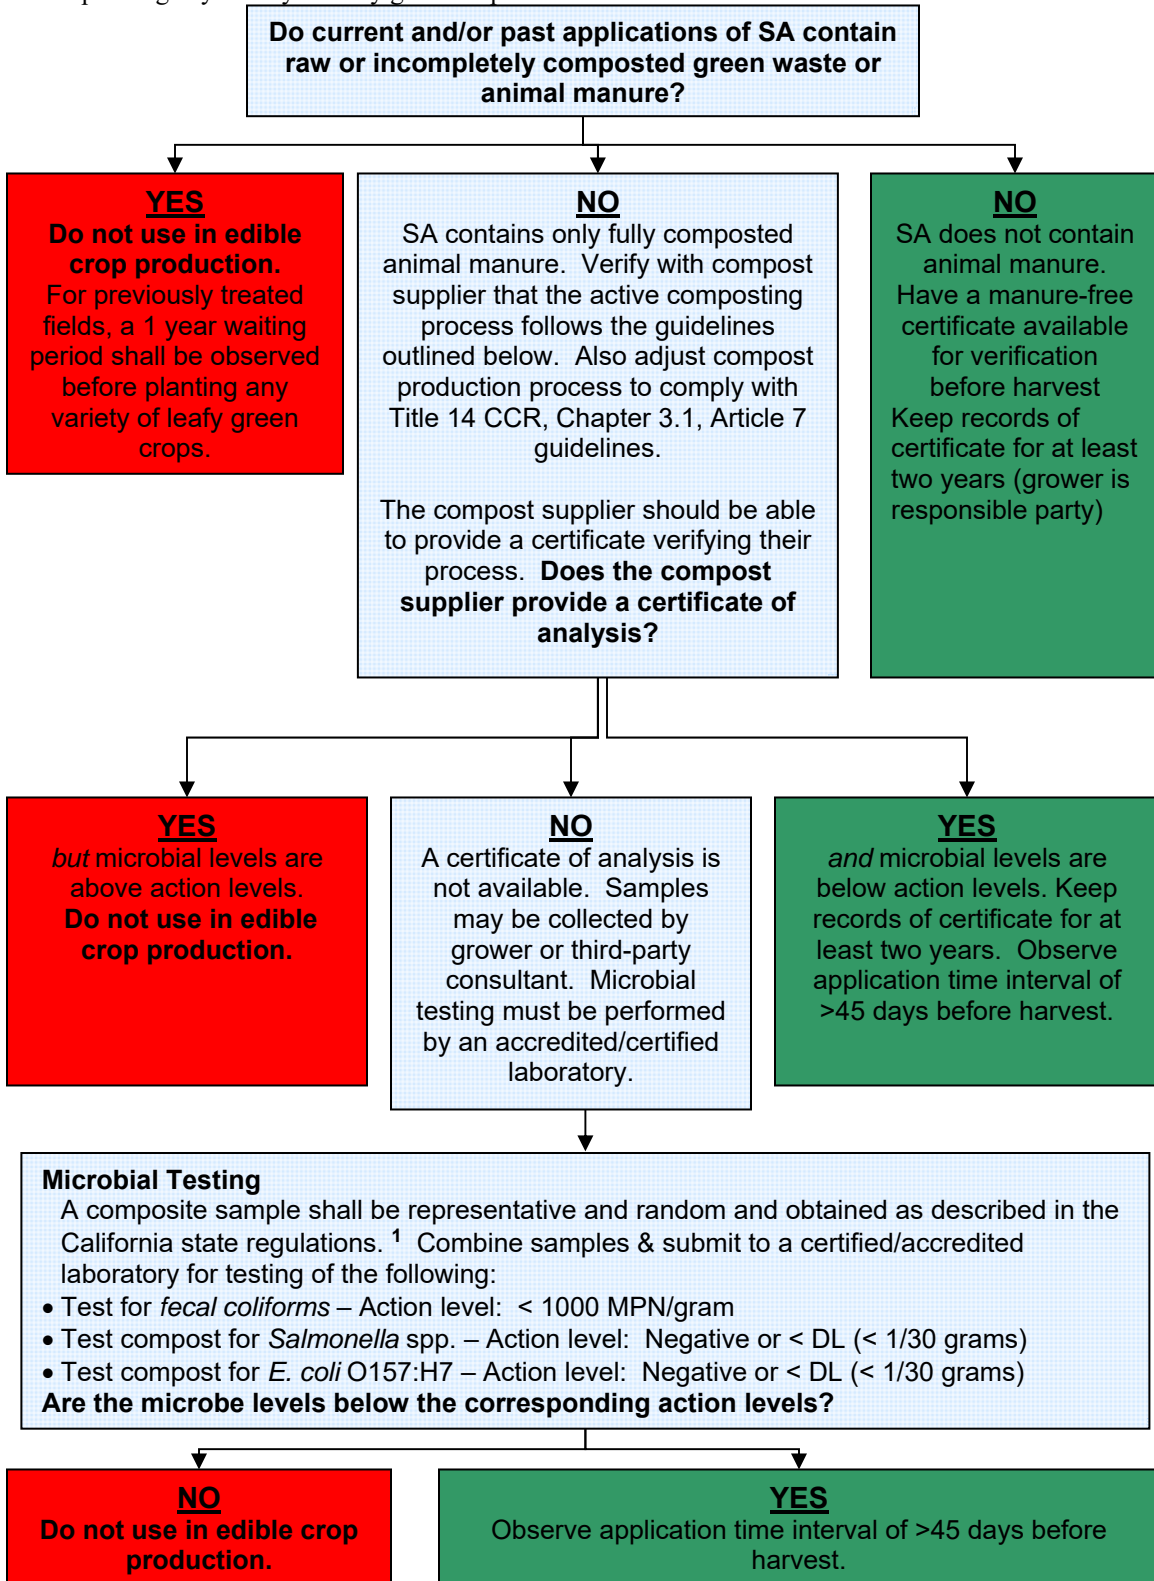 Do current and/or past applications of SA contain
raw or incompletely composted green waste or
animal manure?
YES
Do not use in edible
crop production.
For previously treated
fields, a 1 year waiting
period shall be observed
before planting any
variety of leafy green
crops.
NO
SA contains only fully composted
animal manure. Verify with compost
supplier that the active composting
process follows the guidelines
outlined below. Also adjust compost
production process to comply with
Title 14 CCR, Chapter 3.1, Article 7
guidelines.
The compost supplier should be able
to provide a certificate verifying their
process. Does the compost
supplier provide a certificate of
analysis?
NO
SA does not contain
animal manure.
Have a manure-free
certificate available
for verification
before harvest
Keep records of
certificate for at least
two years (grower is
responsible party)
YES
but microbial levels are
above action levels.
Do not use in edible
crop production.
NO
A certificate of analysis is
not available. Samples
may be collected by
grower or third-party
consultant. Microbial
testing must be performed
by an accredited/certified
laboratory.
YES
and microbial levels are
below action levels. Keep
records of certificate for at
least two years. Observe
application time interval of
>45 days before harvest.
Microbial Testing
A composite sample shall be representative and random and obtained as described in the
California state regulations. 1 Combine samples & submit to a certified/accredited
laboratory for testing of the following:
• Test for fecal coliforms – Action level: < 1000 MPN/gram
• Test compost for Salmonella spp. – Action level: Negative or < DL (< 1/30 grams)
• Test compost for E. coli O157:H7 – Action level: Negative or < DL (< 1/30 grams)
Are the microbe levels below the corresponding action levels?
NO
Do not use in edible crop
production.
YES
Observe application time interval of >45 days before
harvest.